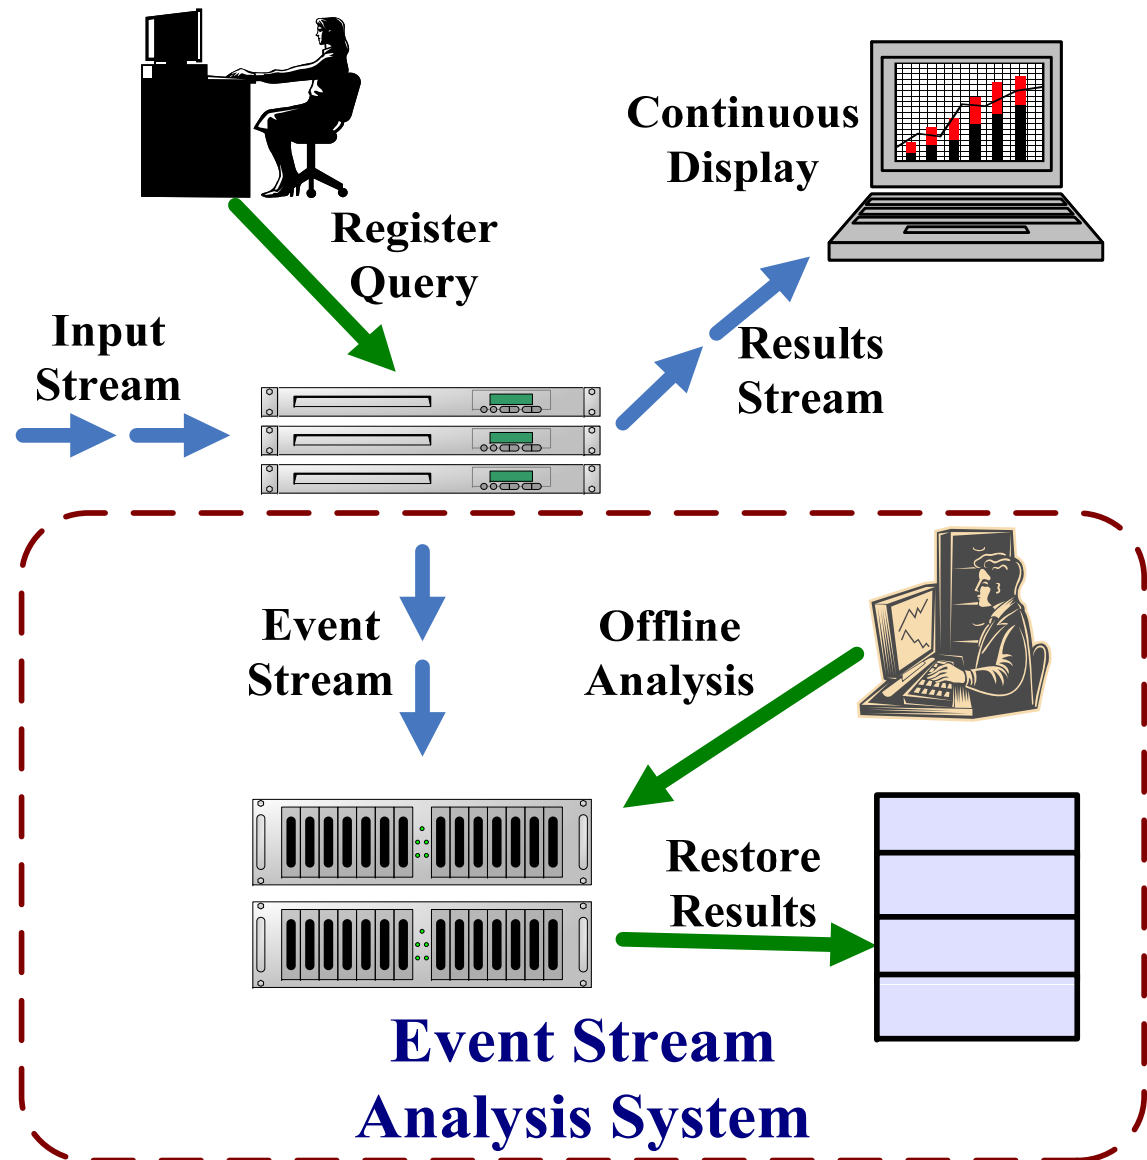 Continuous
Display
Register
Query
Input
Stream
Results
Stream
Event
Stream
Offline
Analysis
Restore
Results
Event Stream
Analysis System